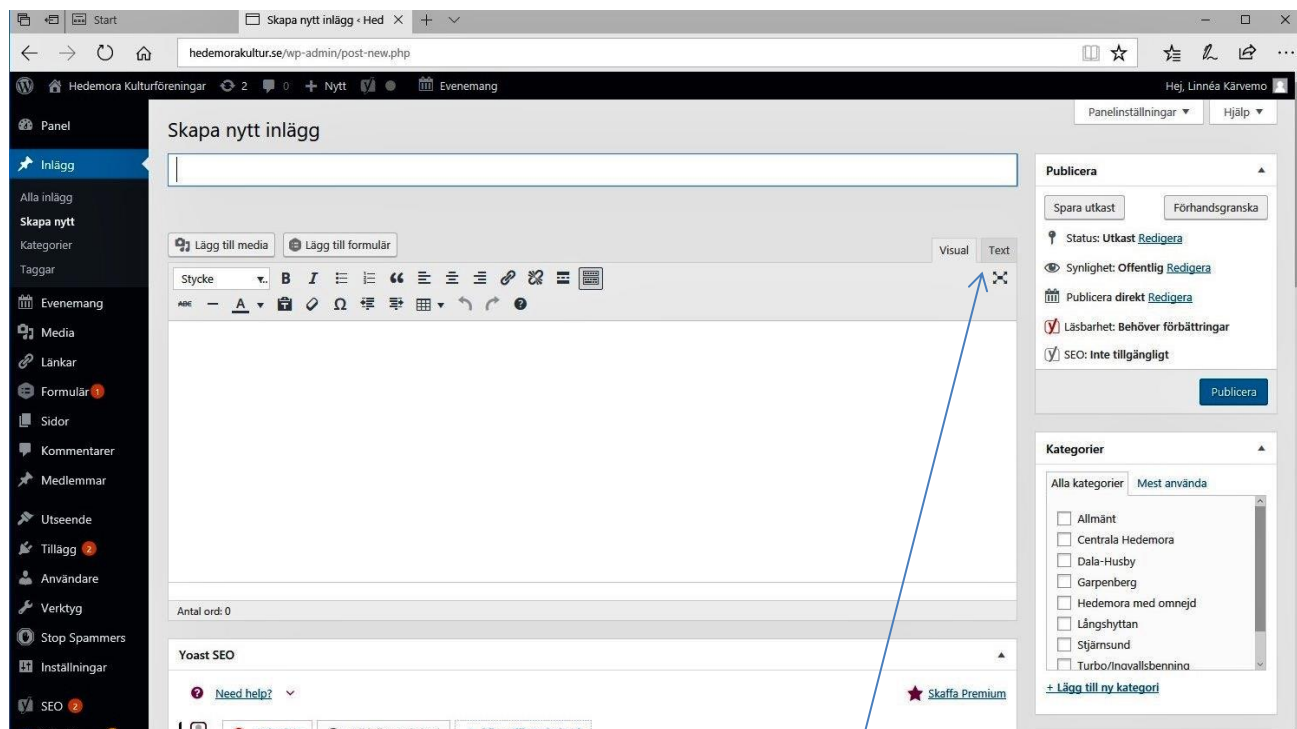 Start
Skapa nytt inlägg ‹ Hed
hedemorakultur.se/wp-admin/post-new.php
Hedemora Kulturföreningar 2 0 + Nytt Evenemang
Hej, Linnéa Kärvemo
Panelinställningar ▼
Hjälp ▼
Panel
Inlägg
Alla inlägg
Skapa nytt
Kategorier
Taggar
Evenemang
Media
Länkar
Formulär 1
Sidor
Kommentarer
Medlemmar
Utseende
Tillägg 2
Användare
Verktyg
Stop Spammers
Inställningar
SEO 2
Skapa nytt inlägg
Lägg till media
Lägg till formulär
Visual
Text
Stycke
B I
ABE A Ω
Antal ord: 0
Yoast SEO
Need help?
Skaffa Premium
Publicera
Spara utkast
Förhandsgranska
Status: Utkast Redigera
Synlighet: Offentlig Redigera
Publicera direkt Redigera
Läsbarhet: Behöver förbättringar
SEO: Inte tillgängligt
Publicera
Kategorier
Alla kategorier
Mest använda
Allmänt
Centrala Hedemora
Dala-Husby
Garpenberg
Hedemora med omnejd
Långshyttan
Stjärnsund
Turbo/Ingvallsbenning
+ Lägg till ny kategori